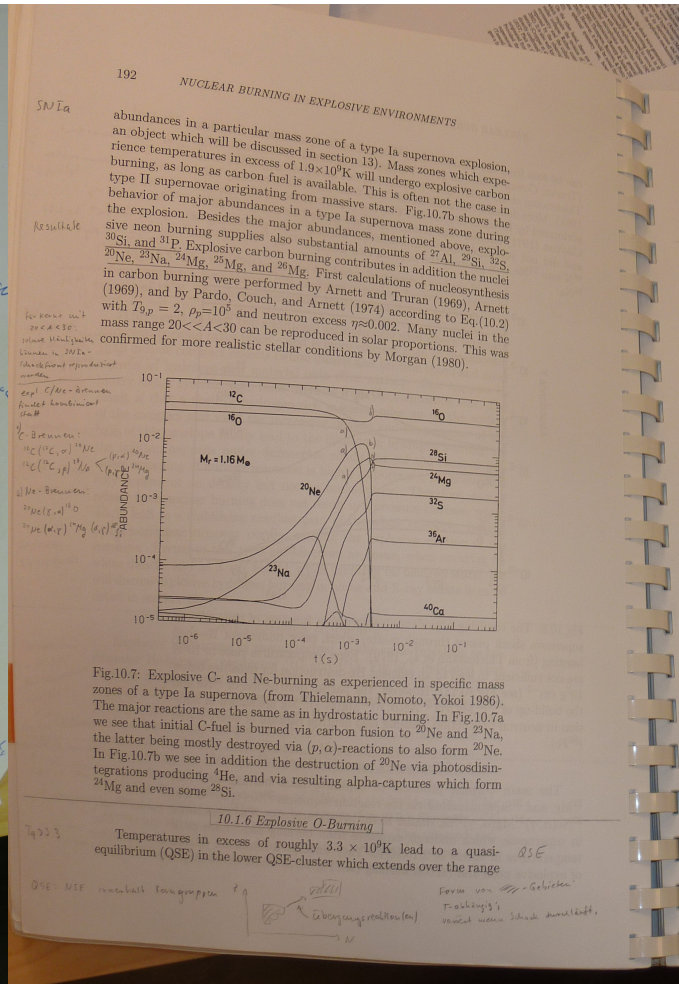 192
NUCLEAR BURNING IN EXPLOSIVE ENVIRONMENTS
SNIa
abundances in a particular mass zone of a type Ia supernova explosion,
an object which will be discussed in section 13). Mass zones which expe-
rience temperatures in excess of 1.9×10⁹K will undergo explosive carbon
burning, as long as carbon fuel is available. This is often not the case in
type II supernovae originating from massive stars. Fig.10.7b shows the
behavior of major abundances in a type Ia supernova mass zone during
the explosion. Besides the major abundances, mentioned above, explo-
sive neon burning supplies also substantial amounts of ²⁷Al, ²⁹Si, ³²S,
³⁰Si, and ³¹P. Explosive carbon burning contributes in addition the nuclei
²⁰Ne, ²³Na, ²⁴Mg, ²⁵Mg, and ²⁶Mg. First calculations of nucleosynthesis
in carbon burning were performed by Arnett and Truran (1969), Arnett
(1969), and by Pardo, Couch, and Arnett (1974) according to Eq.(10.2)
with T₉,ₚ = 2, ρₚ=10⁵ and neutron excess η≈0.002. Many nuclei in the
mass range 20<<A<30 can be reproduced in solar proportions. This was
confirmed for more realistic stellar conditions by Morgan (1980).
Resultate
expl C/Ne-Brennen
findet kombiniert
statt
C-Brennen:
Ne-Brennen:
10⁻¹
10⁻²
10⁻³
10⁻⁴
10⁻⁵
ABUNDANCE
¹²C
¹⁶O
Mᵣ = 1.16 M⊙
²⁰Ne
²³Na
¹⁶O
²⁸Si
²⁴Mg
³²S
³⁶Ar
⁴⁰Ca
10⁻⁶ 10⁻⁵ 10⁻⁴ 10⁻³ 10⁻² 10⁻¹
t(s)
Fig.10.7: Explosive C- and Ne-burning as experienced in specific mass
zones of a type Ia supernova (from Thielemann, Nomoto, Yokoi 1986).
The major reactions are the same as in hydrostatic burning. In Fig.10.7a
we see that initial C-fuel is burned via carbon fusion to ²⁰Ne and ²³Na,
the latter being mostly destroyed via (p, α)-reactions to also form ²⁰Ne.
In Fig.10.7b we see in addition the destruction of ²⁰Ne via photodisin-
tegrations producing ⁴He, and via resulting alpha-captures which form
²⁴Mg and even some ²⁸Si.
10.1.6 Explosive O-Burning
Temperatures in excess of roughly 3.3 × 10⁹K lead to a quasi-
equilibrium (QSE) in the lower QSE-cluster which extends over the range
QSE
QSE: NSE innerhalb
N